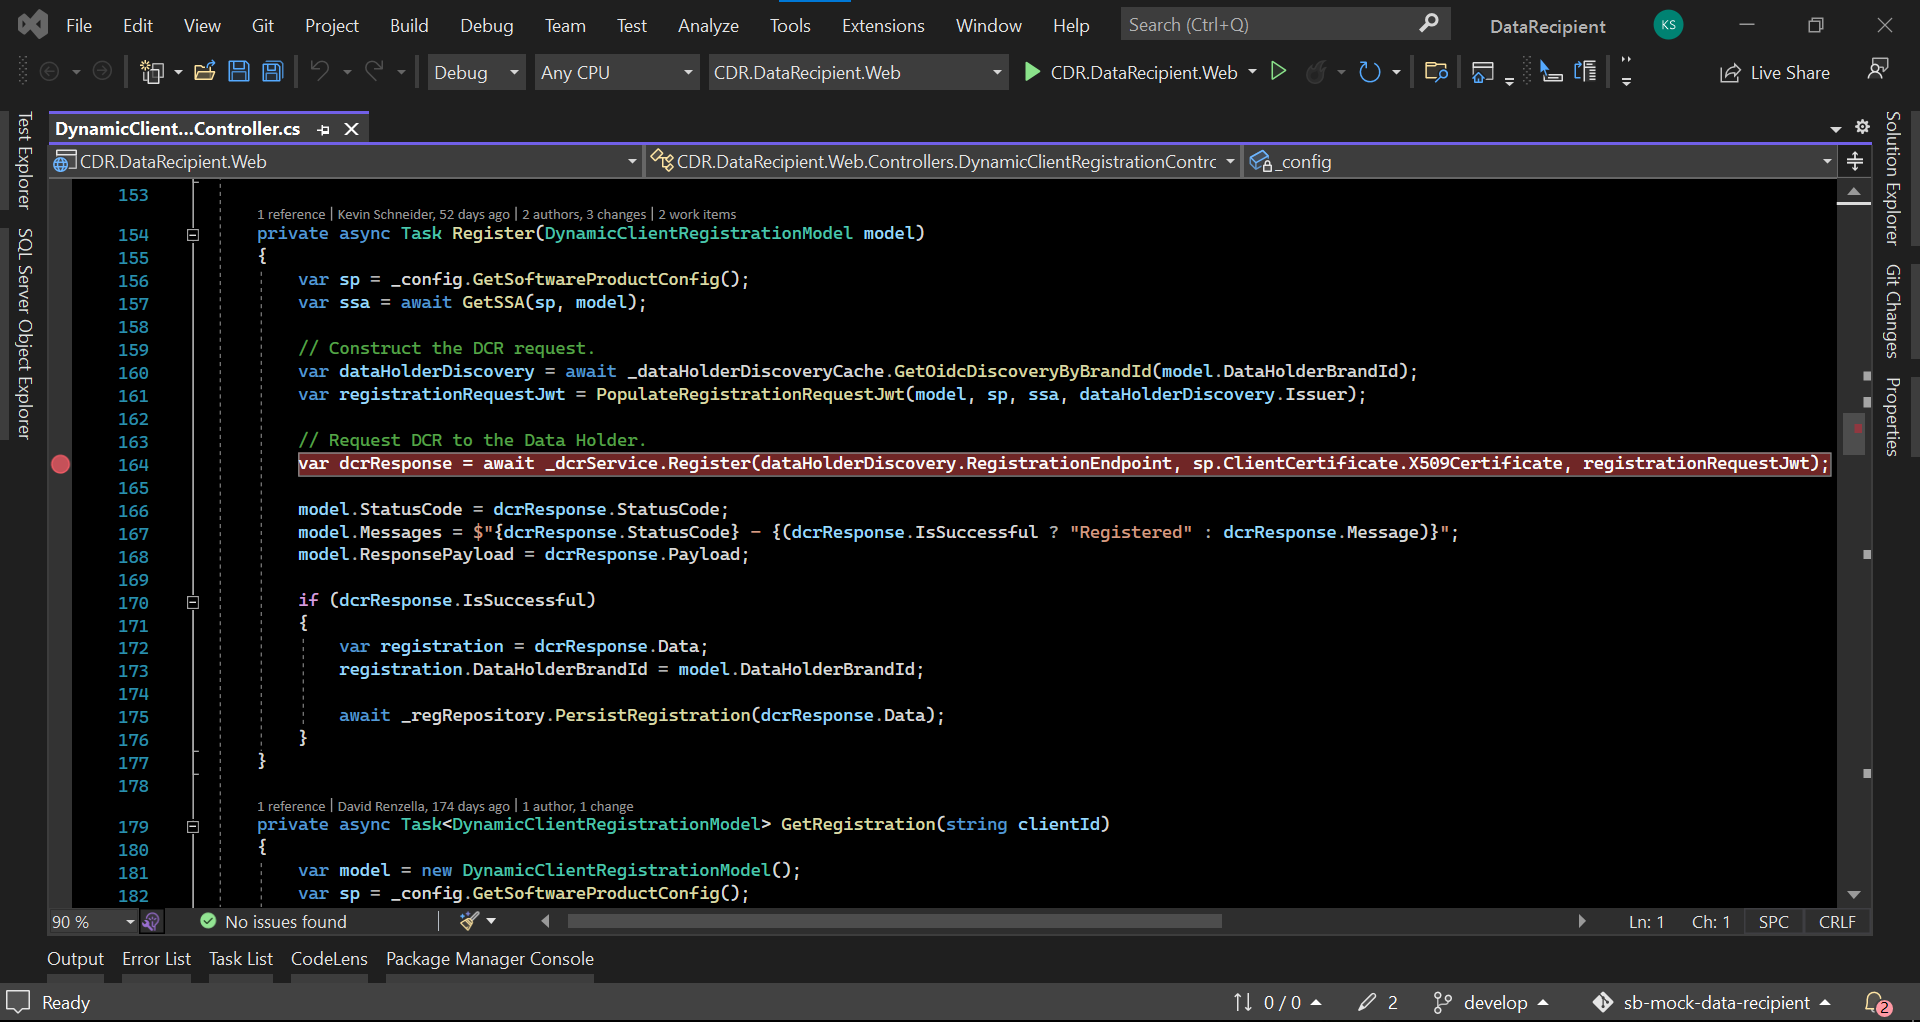 File Edit View Git Project Build Debug Team Test Analyze Tools Extensions Window Help Search (Ctrl+Q) DataRecipient KS
Debug Any CPU CDR.DataRecipient.Web CDR.DataRecipient.Web Live Share
Test Explorer
SQL Server Object Explorer
DynamicClient...Controller.cs
CDR.DataRecipient.Web CDR.DataRecipient.Web.Controllers.DynamicClientRegistrationContrc _config
153
1 reference | Kevin Schneider, 52 days ago | 2 authors, 3 changes | 2 work items
154 private async Task Register(DynamicClientRegistrationModel model)
155 {
156 var sp = _config.GetSoftwareProductConfig();
157 var ssa = await GetSSA(sp, model);
158
159 // Construct the DCR request.
160 var dataHolderDiscovery = await _dataHolderDiscoveryCache.GetOidcDiscoveryByBrandId(model.DataHolderBrandId);
161 var registrationRequestJwt = PopulateRegistrationRequestJwt(model, sp, ssa, dataHolderDiscovery.Issuer);
162
163 // Request DCR to the Data Holder.
164 var dcrResponse = await _dcrService.Register(dataHolderDiscovery.RegistrationEndpoint, sp.ClientCertificate.X509Certificate, registrationRequestJwt);
165
166 model.StatusCode = dcrResponse.StatusCode;
167 model.Messages = $"{dcrResponse.StatusCode} - {(dcrResponse.IsSuccessful ? "Registered" : dcrResponse.Message)}";
168 model.ResponsePayload = dcrResponse.Payload;
169
170 if (dcrResponse.IsSuccessful)
171 {
172 var registration = dcrResponse.Data;
173 registration.DataHolderBrandId = model.DataHolderBrandId;
174
175 await _regRepository.PersistRegistration(dcrResponse.Data);
176 }
177 }
178
1 reference | David Renzella, 174 days ago | 1 author, 1 change
179 private async Task<DynamicClientRegistrationModel> GetRegistration(string clientId)
180 {
181 var model = new DynamicClientRegistrationModel();
182 var sp = _config.GetSoftwareProductConfig();
Solution Explorer
Git Changes
Properties
90 % No issues found Ln: 1 Ch: 1 SPC CRLF
Output Error List Task List CodeLens Package Manager Console
Ready 0 / 0 2 develop sb-mock-data-recipient 2